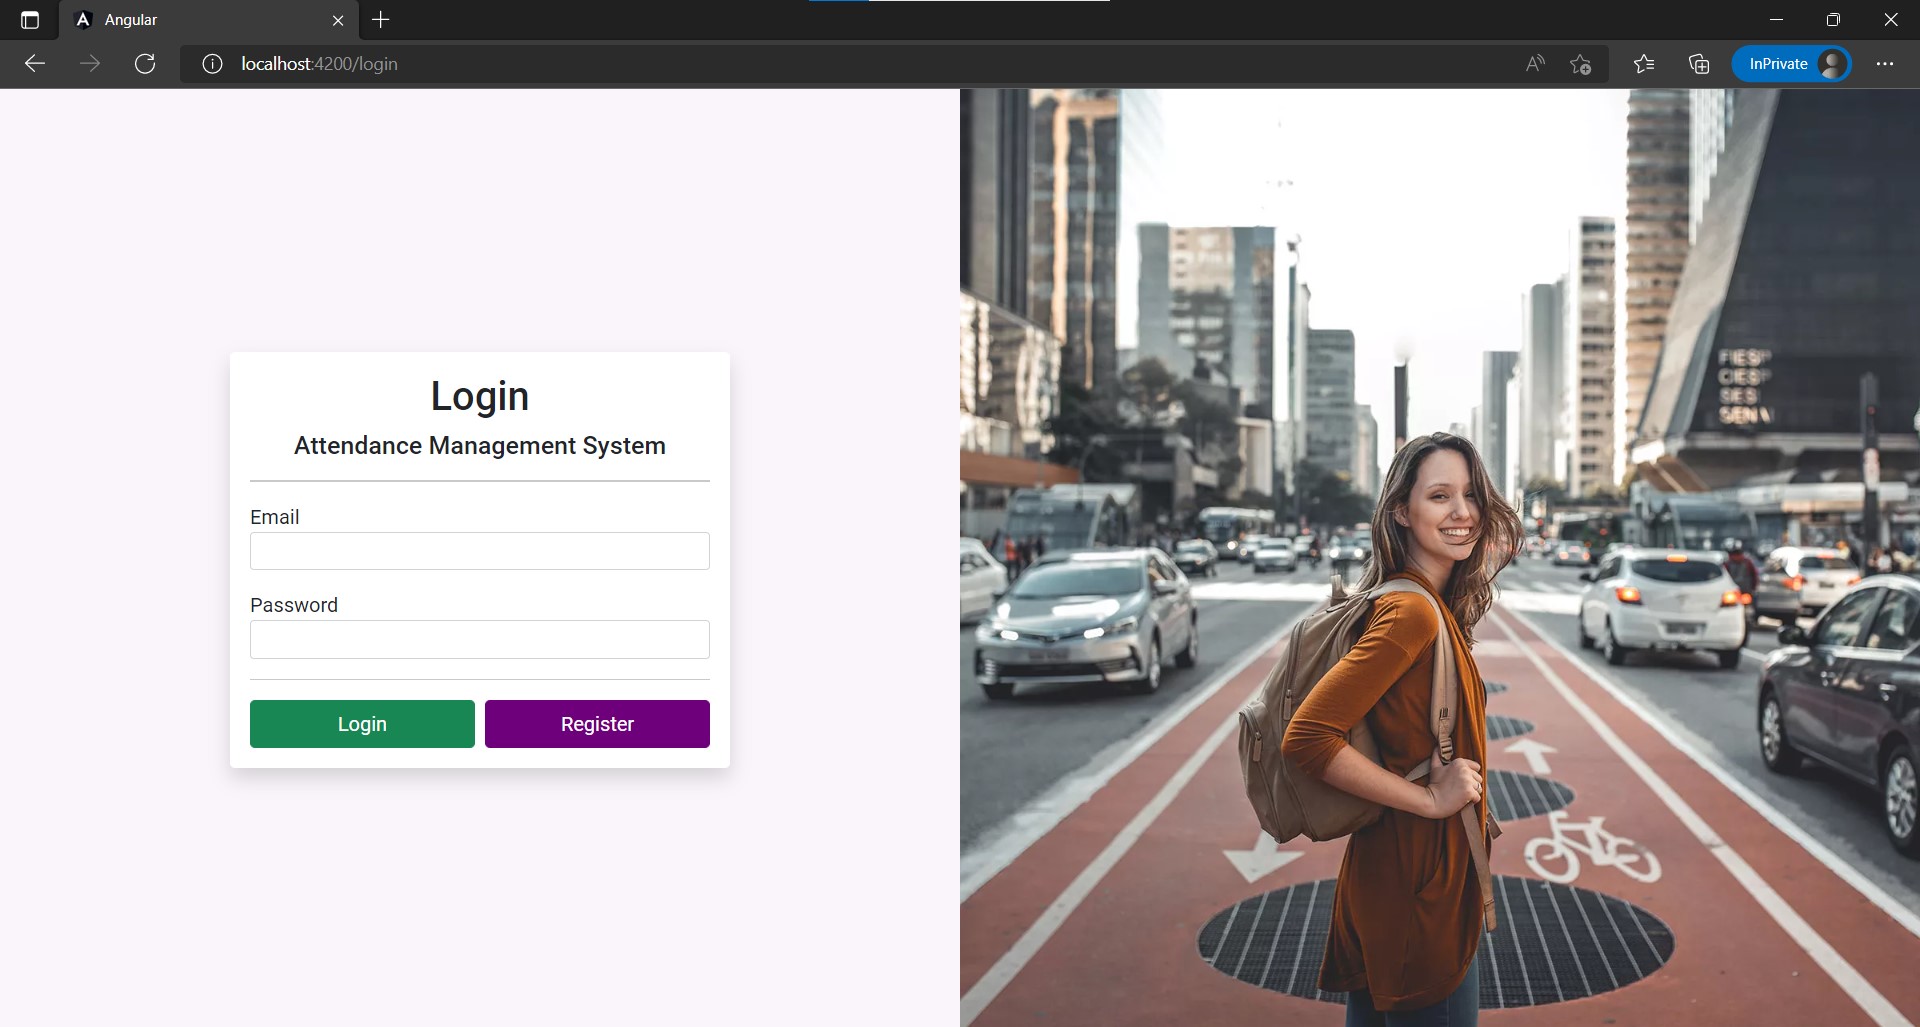 Angular
localhost:4200/login
InPrivate
Login
Attendance Management System
Email
Password
Login
Register
FIESP
CIESP
SESI
SENAI